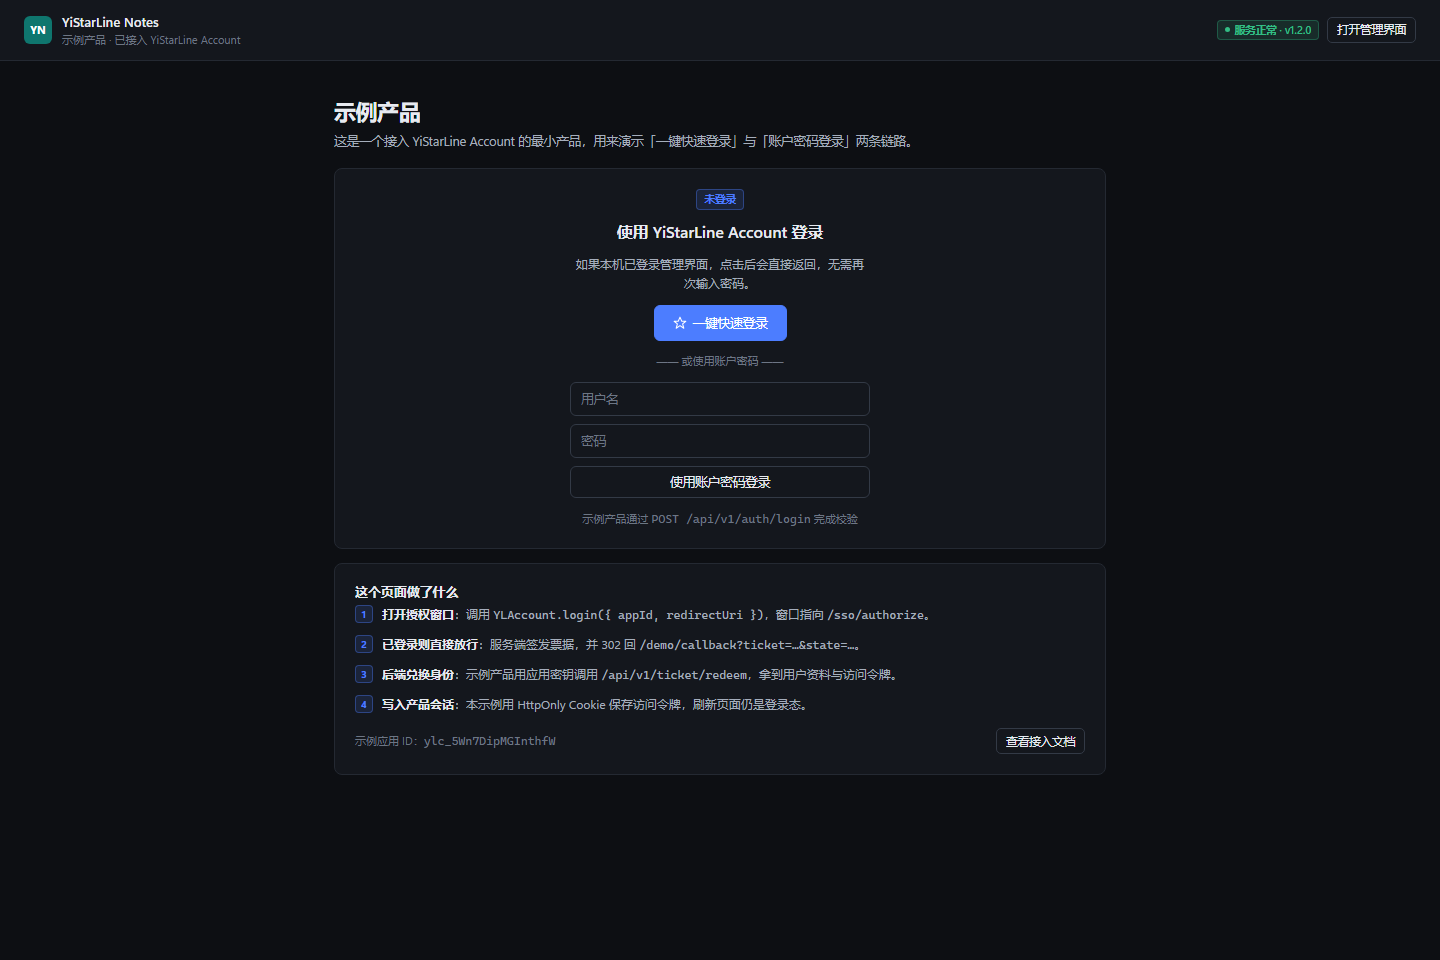 YN
YiStarLine Notes
示例产品 · 已接入 YiStarLine Account
服务正常 · v1.2.0
打开管理界面
示例产品
这是一个接入 YiStarLine Account 的最小产品，用来演示「一键快速登录」与「账户密码登录」两条链路。
未登录
使用 YiStarLine Account 登录
如果本机已登录管理界面，点击后会直接返回，无需再
次输入密码。
☆ 一键快速登录
—— 或使用账户密码 ——
用户名
密码
使用账户密码登录
示例产品通过 POST /api/v1/auth/login 完成校验
这个页面做了什么
1 打开授权窗口：调用 YLAccount.login({ appId, redirectUri })，窗口指向 /sso/authorize。
2 已登录则直接放行：服务端签发票据，并 302 回 /demo/callback?ticket=…&state=…。
3 后端兑换身份：示例产品用应用密钥调用 /api/v1/ticket/redeem，拿到用户资料与访问令牌。
4 写入产品会话：本示例用 HttpOnly Cookie 保存访问令牌，刷新页面仍是登录态。
示例应用 ID：ylc_5Wn7DipMGInthfW
查看接入文档